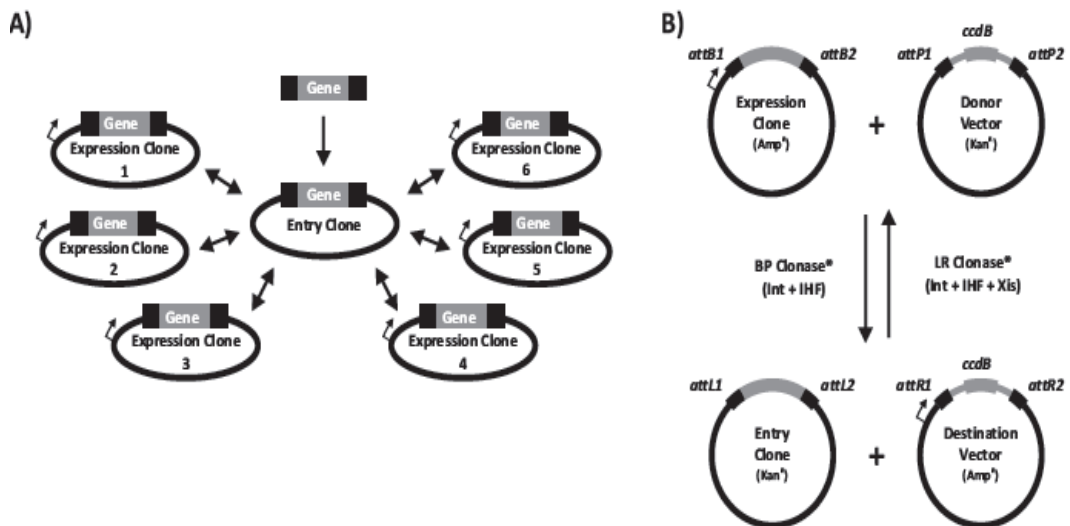 A)
Gene
Gene
Expression Clone
1
Gene
Expression Clone
2
Gene
Expression Clone
3
Gene
Entry Clone
Gene
Expression Clone
6
Gene
Expression Clone
5
Gene
Expression Clone
4
B)
attB1
attB2
Expression
Clone
(Ampᴿ)
+
ccdB
attP1
attP2
Donor
Vector
(Kanᴿ)
BP Clonase®
(Int + IHF)
LR Clonase®
(Int + IHF + Xis)
attL1
attL2
Entry
Clone
(Kanᴿ)
+
ccdB
attR1
attR2
Destination
Vector
(Ampᴿ)